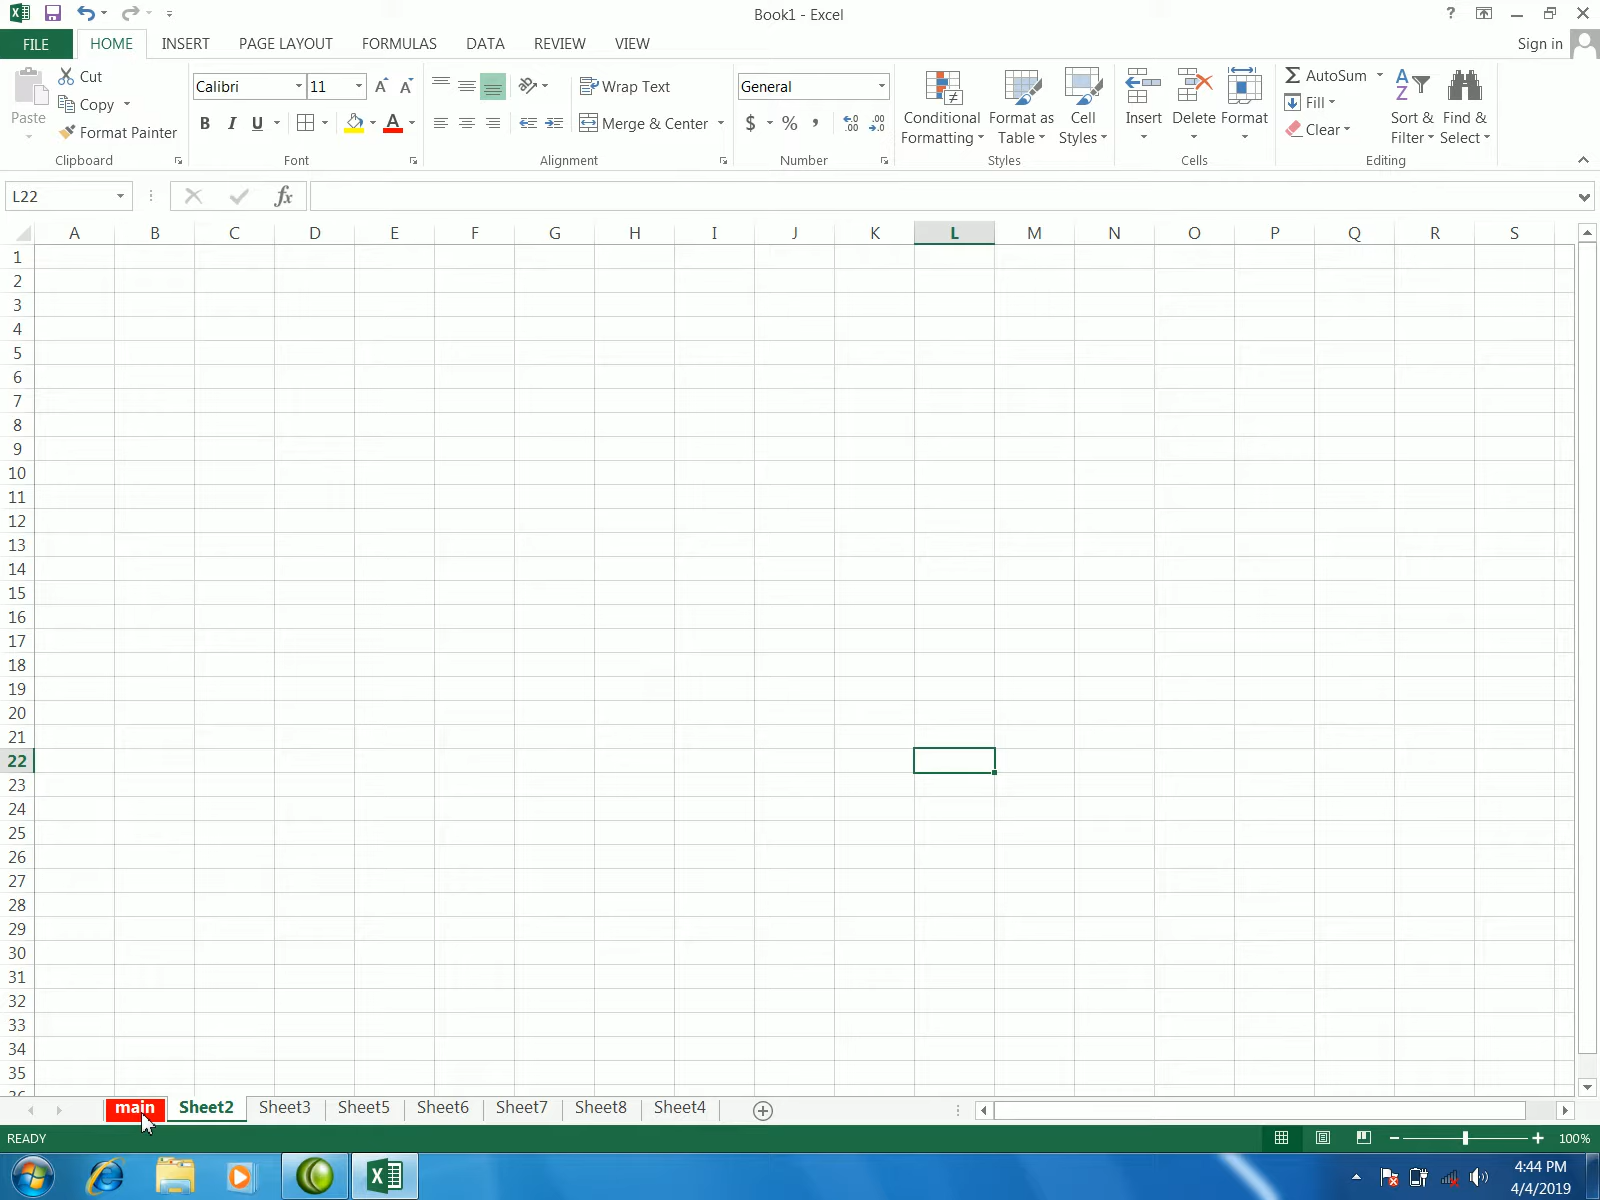 Book1 - Excel
?
FILE HOME INSERT PAGE LAYOUT FORMULAS DATA REVIEW VIEW Sign in
Paste
Cut
Copy
Format Painter
Clipboard
Calibri 11
B I U
Font
Wrap Text
Merge & Center
Alignment
General
$ % ,
Number
Conditional Formatting
Format as Table
Cell Styles
Styles
Insert
Delete
Format
Cells
AutoSum
Fill
Clear
Sort & Filter
Find & Select
Editing
L22
fx
A B C D E F G H I J K L M N O P Q R S
1
2
3
4
5
6
7
8
9
10
11
12
13
14
15
16
17
18
19
20
21
22
23
24
25
26
27
28
29
30
31
32
33
34
35
36
main Sheet2 Sheet3 Sheet5 Sheet6 Sheet7 Sheet8 Sheet4
READY
100%
4:44 PM
4/4/2019